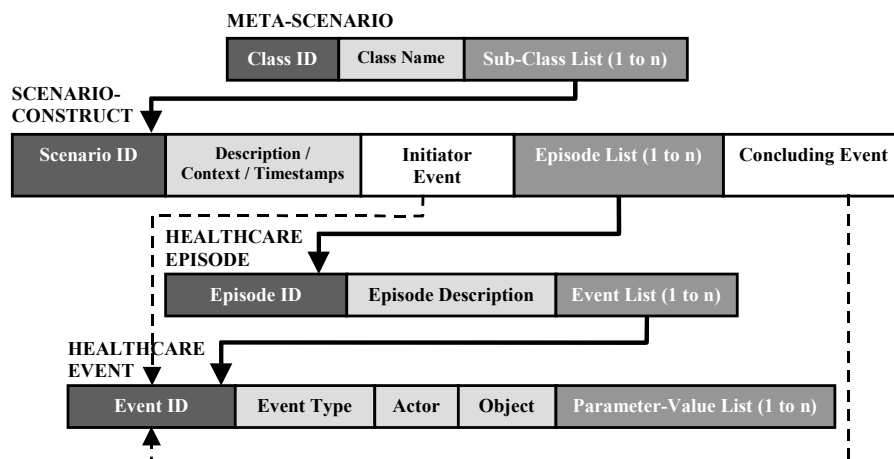 META-SCENARIO
Class ID Class Name Sub-Class List (1 to n)
SCENARIO-
CONSTRUCT
Scenario ID
Description /
Context / Timestamps
Initiator
Event
Episode List (1 to n)
Concluding Event
HEALTHCARE
EPISODE
Episode ID Episode Description Event List (1 to n)
HEALTHCARE
EVENT
Event ID Event Type Actor Object Parameter-Value List (1 to n)